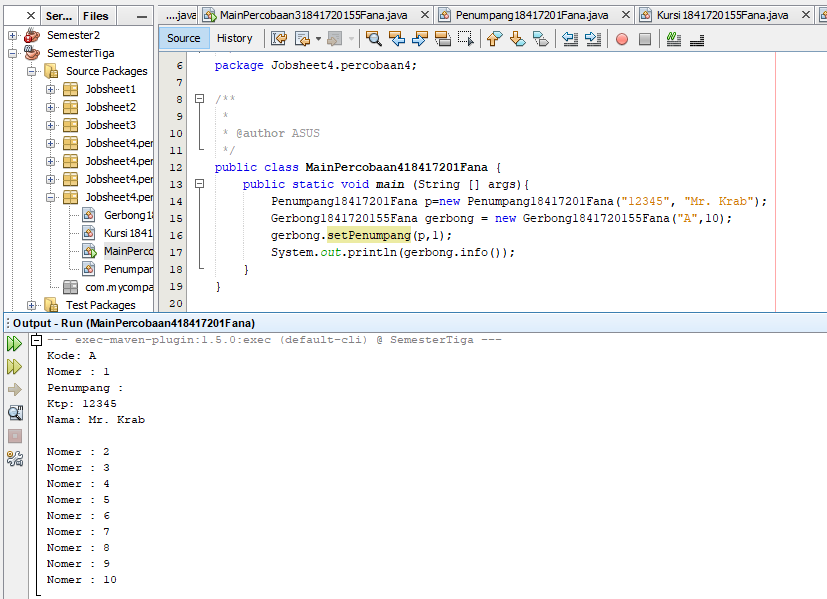 Ser... Files
...java MainPercobaan31841720155Fana.java Penumpang18417201Fana.java Kursi1841720155Fana.java
Semester2
SemesterTiga
Source Packages
Jobsheet1
Jobsheet2
Jobsheet3
Jobsheet4.per
Jobsheet4.per
Jobsheet4.per
Jobsheet4.per
Gerbong18
Kursi1841
MainPerco
Penumpan
com.mycompa
Test Packages
Source History
6 package Jobsheet4.percobaan4;
7
8 /**
9 *
10 * @author ASUS
11 */
12 public class MainPercobaan418417201Fana {
13 public static void main (String [] args){
14 Penumpang18417201Fana p=new Penumpang18417201Fana("12345", "Mr. Krab");
15 Gerbong1841720155Fana gerbong = new Gerbong1841720155Fana("A",10);
16 gerbong.setPenumpang(p,1);
17 System.out.println(gerbong.info());
18 }
19 }
20
Output - Run (MainPercobaan418417201Fana)
--- exec-maven-plugin:1.5.0:exec (default-cli) @ SemesterTiga ---
Kode: A
Nomer : 1
Penumpang :
Ktp: 12345
Nama: Mr. Krab
Nomer : 2
Nomer : 3
Nomer : 4
Nomer : 5
Nomer : 6
Nomer : 7
Nomer : 8
Nomer : 9
Nomer : 10